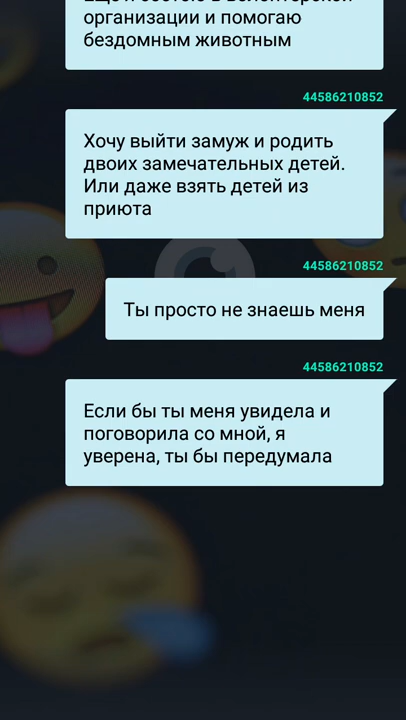 организации и помогаю
бездомным животным
44586210852
Хочу выйти замуж и родить
двоих замечательных детей.
Или даже взять детей из
приюта
44586210852
Ты просто не знаешь меня
44586210852
Если бы ты меня увидела и
поговорила со мной, я
уверена, ты бы передумала